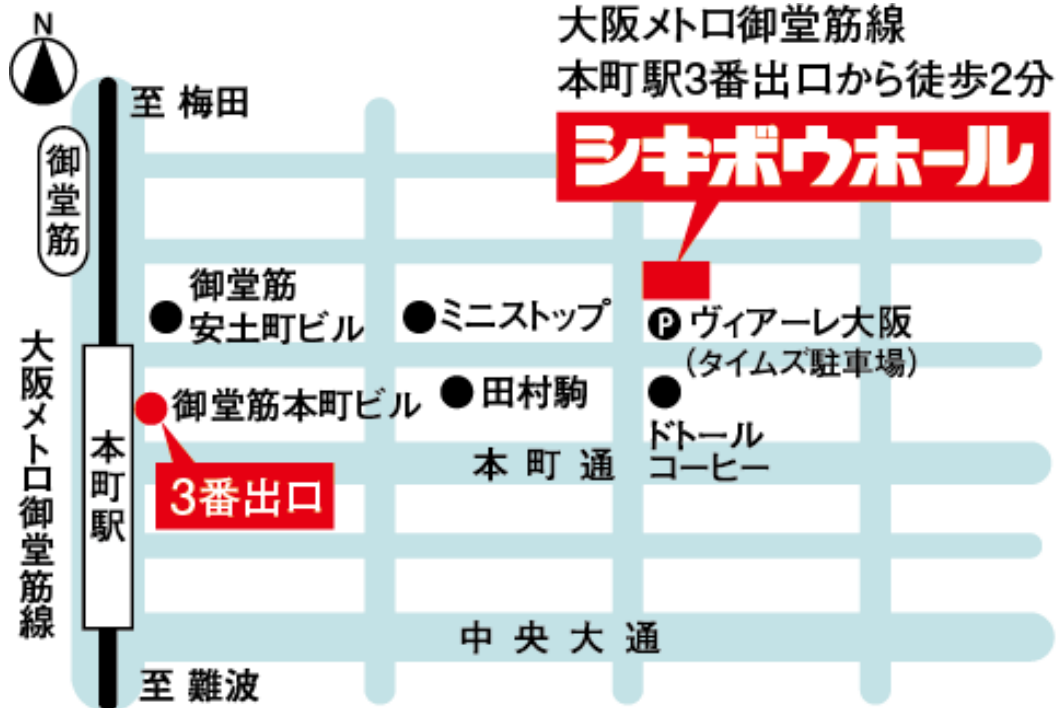 N
大阪メトロ御堂筋線
本町駅3番出口から徒歩2分
シキボウホール
至 梅田
御堂筋
御堂筋
安土町ビル
ミニストップ
P ヴィアーレ大阪
(タイムズ駐車場)
大阪メトロ御堂筋線
本町駅
御堂筋本町ビル
田村駒
ドトール
コーヒー
本町通
3番出口
中央大通
至 難波